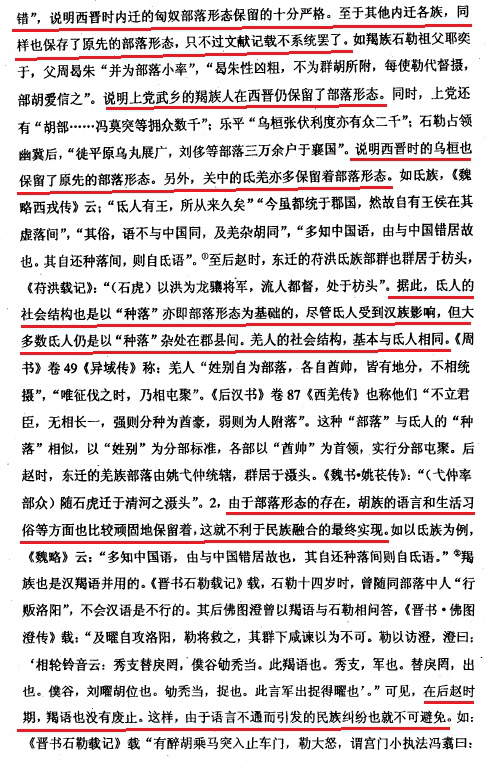 错”，说明西晋时内迁的匈奴部落形态保留的十分严格。至于其他内迁各族，同
样也保存了原先的部落形态，只不过文献记载不系统罢了。如羯族石勒祖父耶奕
于，父周曷朱“并为部落小率”，“曷朱性凶粗，不为群胡所附，每使勒代督摄，
部胡爱信之”。说明上党武乡的羯族人在西晋仍保留了部落形态。同时，上党还
有“胡部……冯莫突等拥众数千”；乐平“乌桓张伏利度亦有众二千”；石勒占领
幽冀后，“徙平原乌丸展广，刘哆等部落三万余户于襄国”。说明西晋时的乌桓也
保留了原先的部落形态。另外，关中的氐羌亦多保留着部落形态。如氐族，《魏
略西戎传》云；“氐人有王，所从来久矣”“今虽都统于郡国，然故自有王侯在其
虚落间”，“其俗，语不与中国同，及羌杂胡同”，“多知中国语，由与中国错居故
也。其自还种落间，则自氐语”。①至后赵时，东迁的苻洪氐族部群也群居于枋头，
《苻洪载记》：“（石虎）以洪为龙骧将军，流人都督，处于枋头”。据此，氐人的
社会结构也是以“种落”亦即部落形态为基础的，尽管氐人受到汉族影响，但大
多数氐人仍是以“种落”杂处在郡县间。羌人的社会结构，基本与氐人相同。《周
书》卷49《异域传》称：羌人“姓别自为部落，各自酋帅，皆有地分，不相统
摄”，“唯征伐之时，乃相屯聚”。《后汉书》卷87《西羌传》也称他们“不立君
臣，无相长一，强则分种为酋豪，弱则为人附落”。这种“部落”与氐人的“种
落”相似，以“姓别”为分部标准，各部以“酋帅”为首领，实行分部屯聚。后
赵时，东迁的羌族部落由姚弋仲统辖，群居于滠头。《魏书·姚苌传》：“（弋仲率
部众）随石虎迁于清河之滠头”。2，由于部落形态的存在，胡族的语言和生活习
俗等方面也比较顽固地保留着，这就不利于民族融合的最终实现。如以氐族为例，
《魏略》云：“多知中国语，由与中国错居故也，其自还种落间则自氐语。”②羯
族也是汉羯语并用的。《晋书石勒载记》载，石勒十四岁时，曾随同部落中人“行
贩洛阳”，不会汉语是不行的。其后佛图澄曾以羯语与石勒相问答，《晋书·佛图
澄传》载：“及曜自攻洛阳，勒将救之，其群下咸谏以为不可。勒以访澄，澄曰：
‘相轮铃音云：秀支替戾冈，仆谷劬秃当。此羯语也。秀支，军也。替戾冈，出
也。仆谷，刘曜胡位也。劬秃当，捉也。此言军出捉得曜也’。”可见，在后赵时
期，羯语也没有废止。这样，由于语言不通而引发的民族纠纷也就不可避免。如：
《晋书石勒载记》载“有醉胡乘马突入止车门，勒大怒，谓宫门小执法冯翥曰：